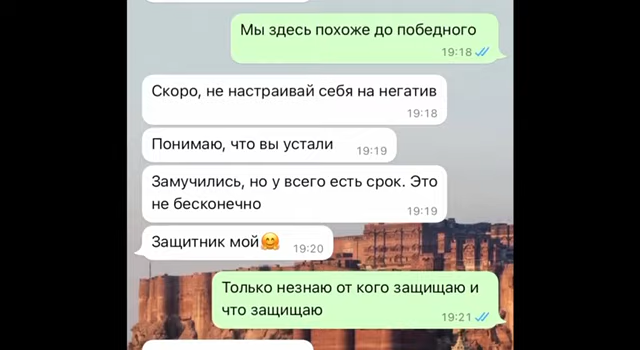 Мы здесь похоже до победного
19:18
Скоро, не настраивай себя на негатив
19:18
Понимаю, что вы устали
19:19
Замучились, но у всего есть срок. Это
не бесконечно
19:19
Защитник мой🤗
19:20
Только незнаю от кого защищаю и
что защищаю
19:21